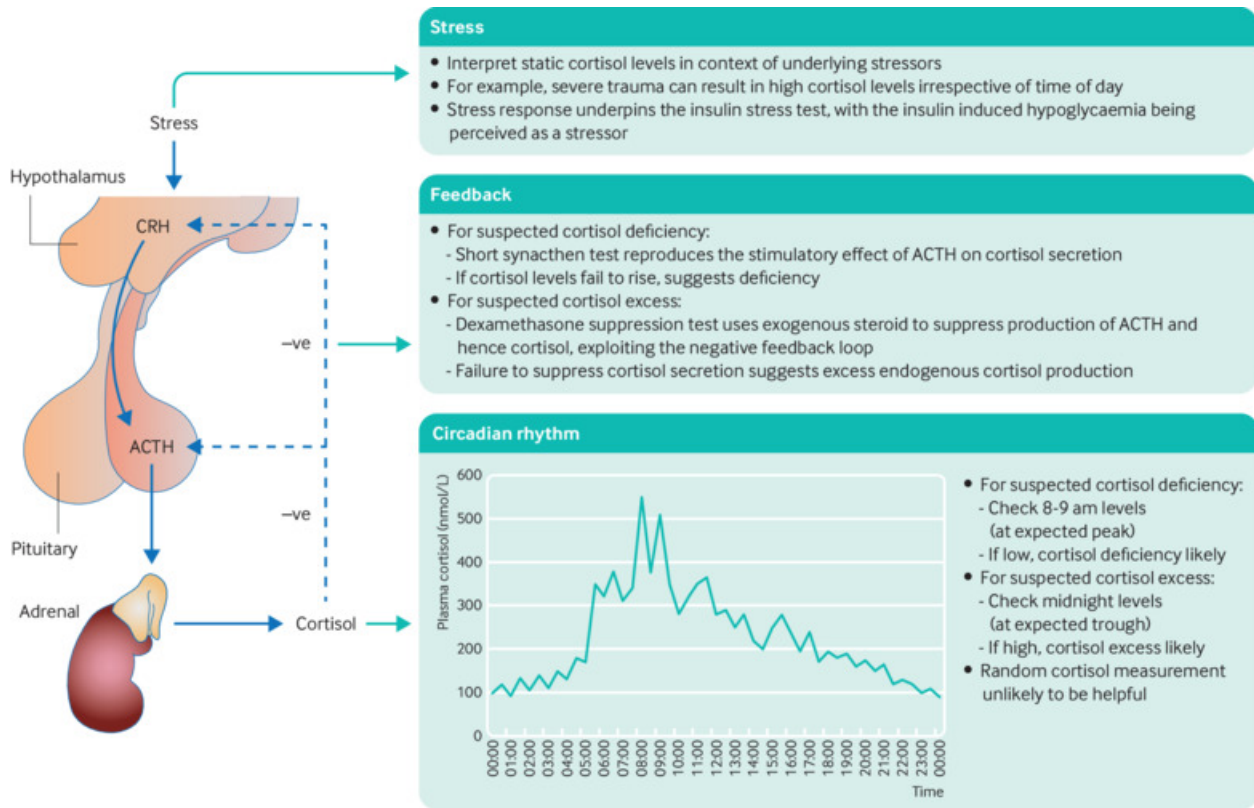 Stress
Hypothalamus
CRH
–ve
ACTH
–ve
Pituitary
Adrenal
Cortisol
Stress
• Interpret static cortisol levels in context of underlying stressors
• For example, severe trauma can result in high cortisol levels irrespective of time of day
• Stress response underpins the insulin stress test, with the insulin induced hypoglycaemia being
perceived as a stressor
Feedback
• For suspected cortisol deficiency:
- Short synacthen test reproduces the stimulatory effect of ACTH on cortisol secretion
- If cortisol levels fail to rise, suggests deficiency
• For suspected cortisol excess:
- Dexamethasone suppression test uses exogenous steroid to suppress production of ACTH and
hence cortisol, exploiting the negative feedback loop
- Failure to suppress cortisol secretion suggests excess endogenous cortisol production
Circadian rhythm
Plasma cortisol (nmol/L)
600
500
400
300
200
100
0
00:00
01:00
02:00
03:00
04:00
05:00
06:00
07:00
08:00
09:00
10:00
11:00
12:00
13:00
14:00
15:00
16:00
17:00
18:00
19:00
20:00
21:00
22:00
23:00
00:00
Time
• For suspected cortisol deficiency:
- Check 8-9 am levels
(at expected peak)
- If low, cortisol deficiency likely
• For suspected cortisol excess:
- Check midnight levels
(at expected trough)
- If high, cortisol excess likely
• Random cortisol measurement
unlikely to be helpful